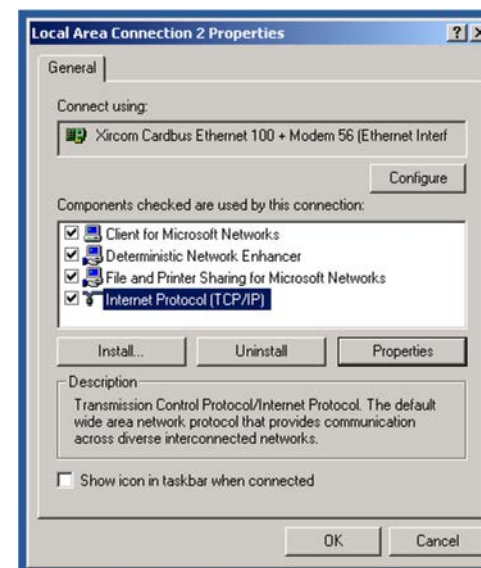 Local Area Connection 2 Properties
General
Connect using:
Xircom Cardbus Ethernet 100 + Modem 56 (Ethernet Interf
Configure
Components checked are used by this connection:
Client for Microsoft Networks
Deterministic Network Enhancer
File and Printer Sharing for Microsoft Networks
Internet Protocol (TCP/IP)
Install...
Uninstall
Properties
Description
Transmission Control Protocol/Internet Protocol. The default
wide area network protocol that provides communication
across diverse interconnected networks.
Show icon in taskbar when connected
OK
Cancel